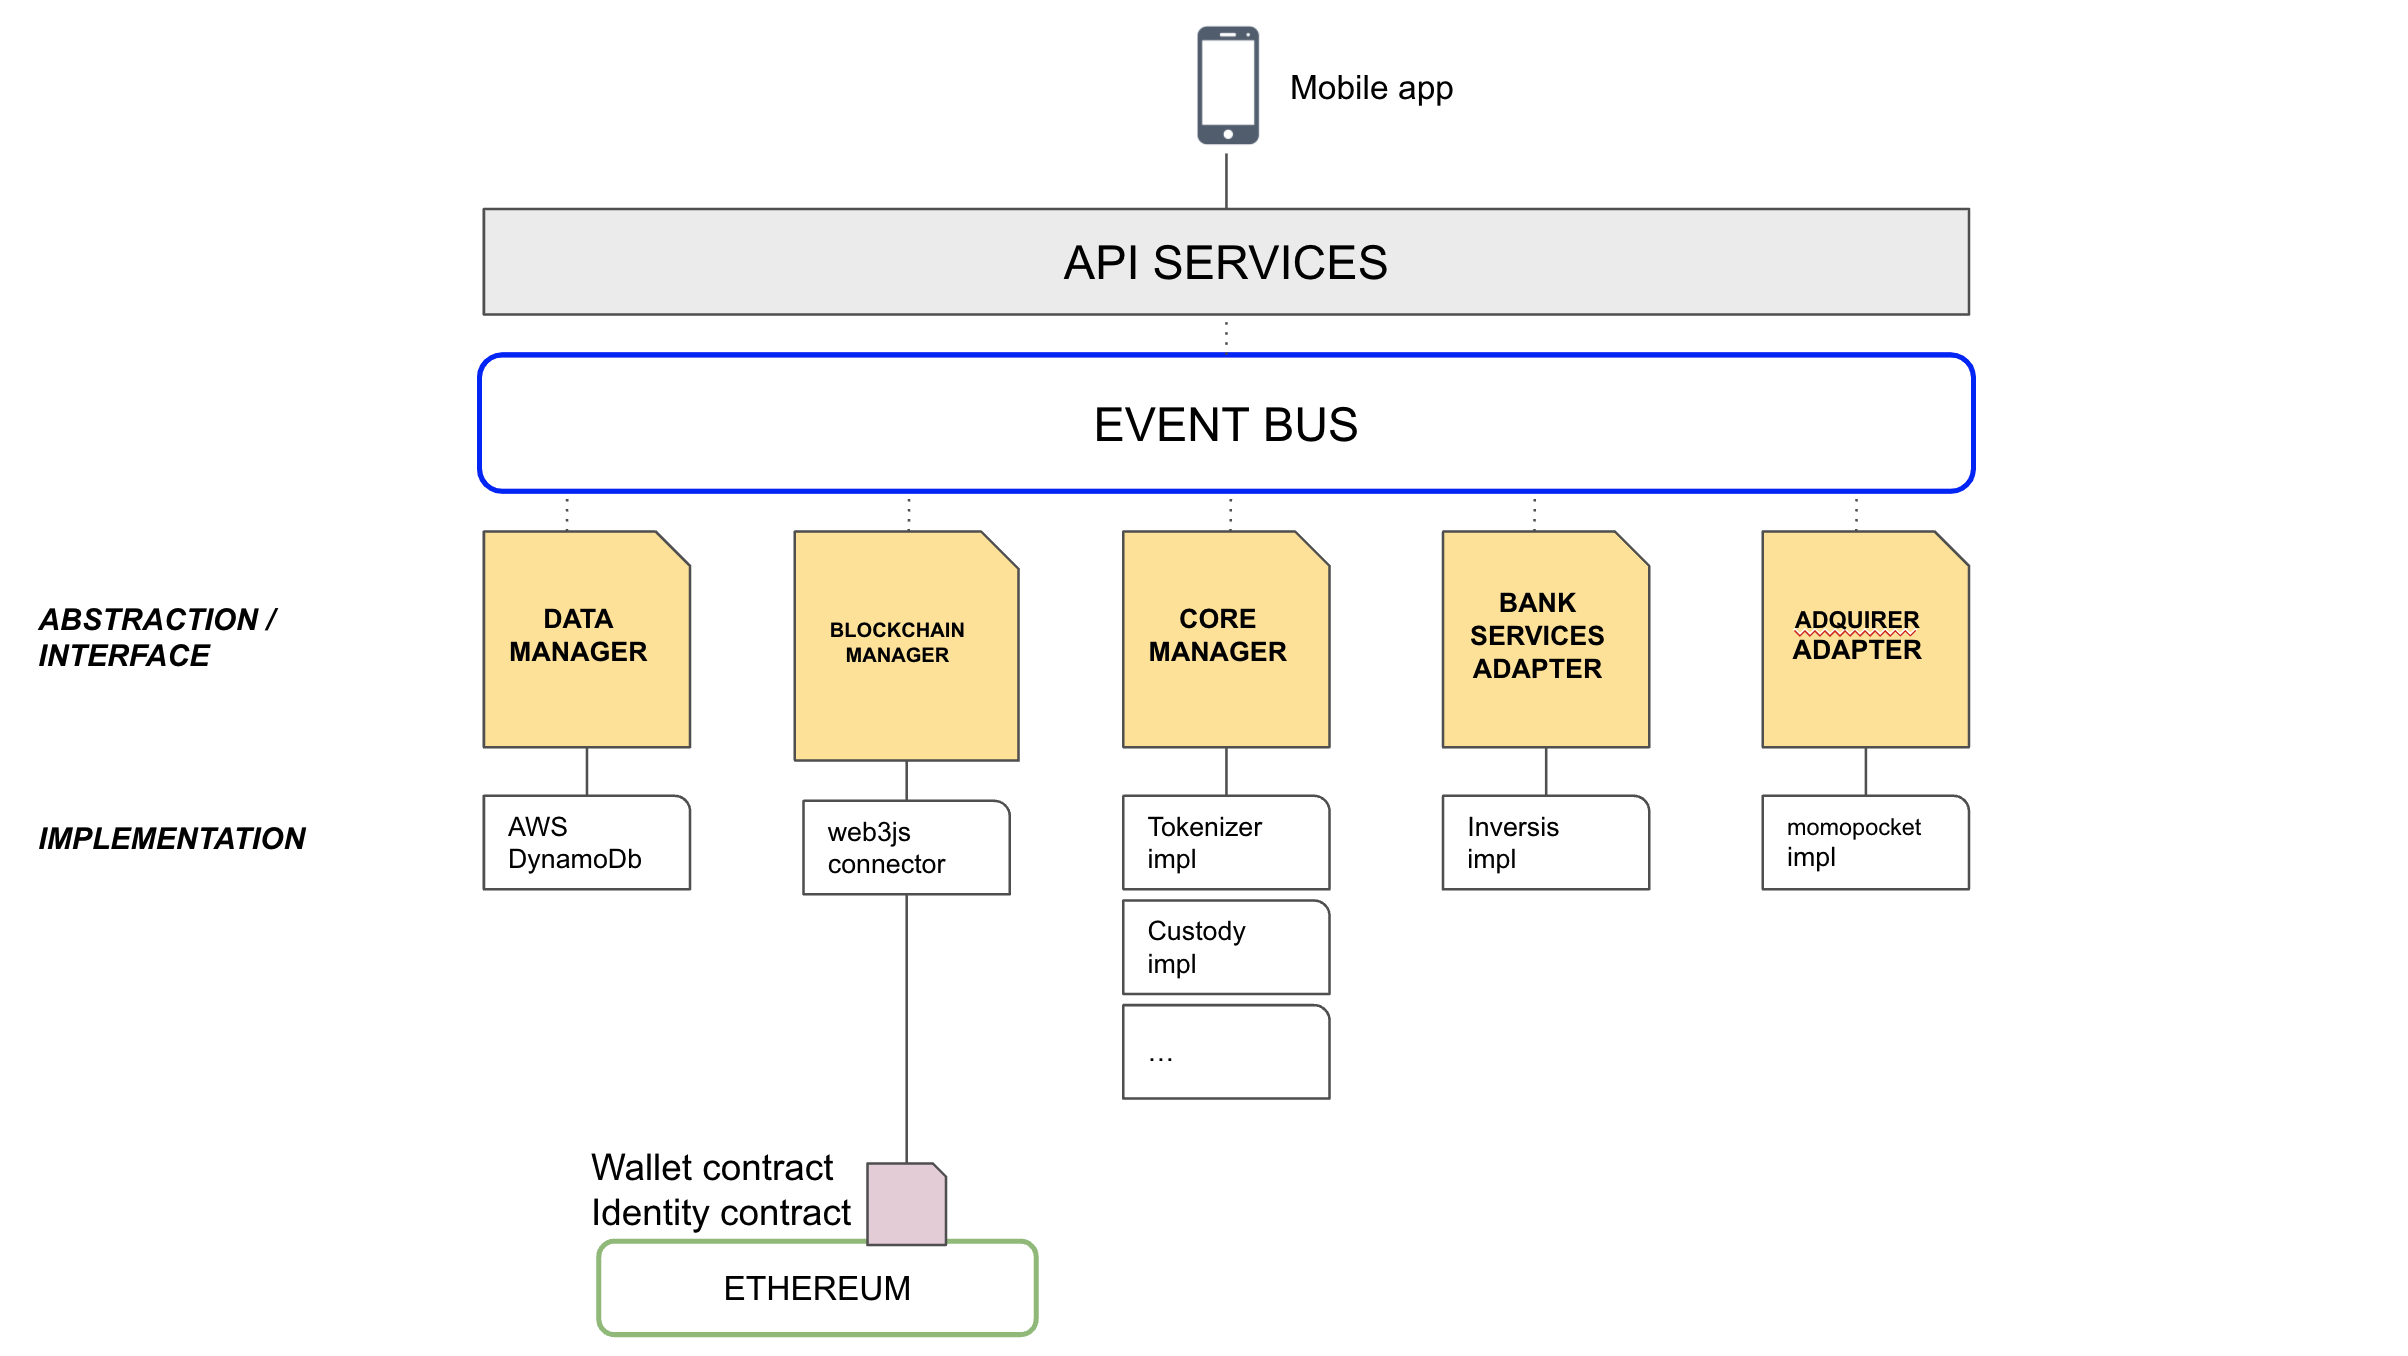 Mobile app
API SERVICES
EVENT BUS
ABSTRACTION /
INTERFACE
DATA
MANAGER
BLOCKCHAIN
MANAGER
CORE
MANAGER
BANK
SERVICES
ADAPTER
ADQUIRER
ADAPTER
IMPLEMENTATION
AWS
DynamoDb
web3js
connector
Tokenizer
impl
Inversis
impl
momopocket
impl
Custody
impl
...
Wallet contract
Identity contract
ETHEREUM